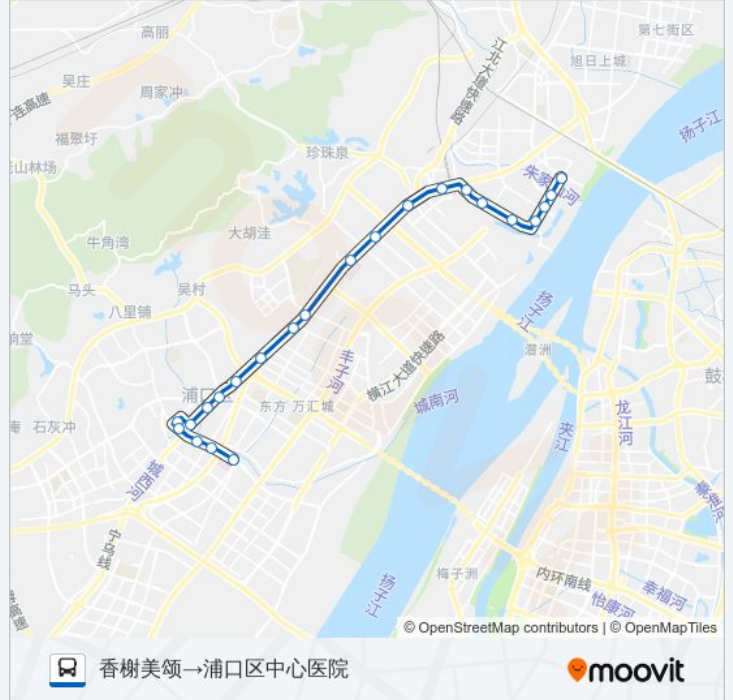 高丽
第七街区
江北大道快速路
旭日上城
吴庄
周家冲
连高速
扬子江
福聚圩
珍珠泉
山林场
朱家山河
牛角湾
大胡洼
马头
吴村
八里铺
扬子江
响堂
潜洲
丰子河
横江大道快速路
鼓
浦口区
东方 万汇城
城南河
龙江河
石灰冲
夹江
城西河
宁乌线
梅子洲
内环南线
扬子江
幸福河
怡康河
高速
© OpenStreetMap contributors | © OpenMapTiles
香榭美颂→浦口区中心医院
moovit